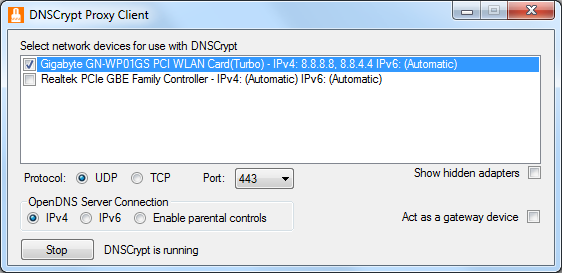 DNSCrypt Proxy Client
Select network devices for use with DNSCrypt
Gigabyte GN-WP01GS PCI WLAN Card(Turbo) - IPv4: 8.8.8.8, 8.8.4.4 IPv6: (Automatic)
Realtek PCIe GBE Family Controller - IPv4: (Automatic) IPv6: (Automatic)
Protocol: UDP TCP Port: 443 Show hidden adapters
OpenDNS Server Connection
IPv4 IPv6 Enable parental controls Act as a gateway device
Stop DNSCrypt is running